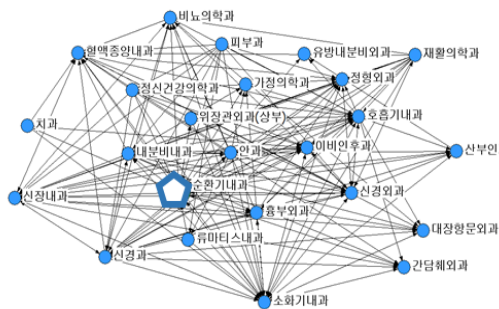 비뇨의학과
피부과
혈액종양내과
유방내분비외과
재활의학과
정형외과
정신건강의학과
가정의학과
위장관외과(상부)
호흡기내과
치과
내분비내과
안과
이비인후과
산부인
순환기내과
신장내과
신경외과
흉부외과
류마티스내과
대장항문외과
신경과
간담췌외과
소화기내과